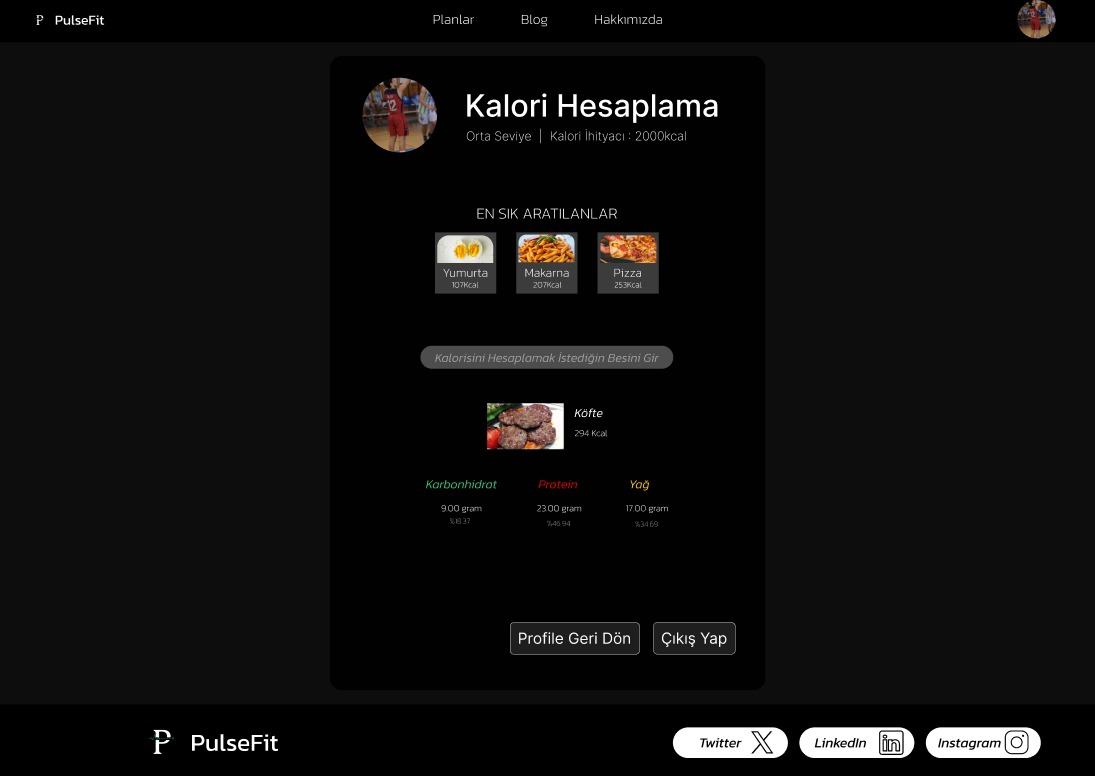 P PulseFit Planlar Blog Hakkımızda
Kalori Hesaplama
Orta Seviye | Kalori İhityacı : 2000kcal
EN SIK ARATILANLAR
Yumurta Makarna Pizza
107Kcal 207Kcal 253Kcal
Kalorisini Hesaplamak İstediğin Besini Gir
Köfte
294 Kcal
Karbonhidrat Protein Yağ
9.00 gram 23.00 gram 17.00 gram
%18.37 %46.94 %34.69
Profile Geri Dön Çıkış Yap
P PulseFit Twitter X LinkedIn in Instagram